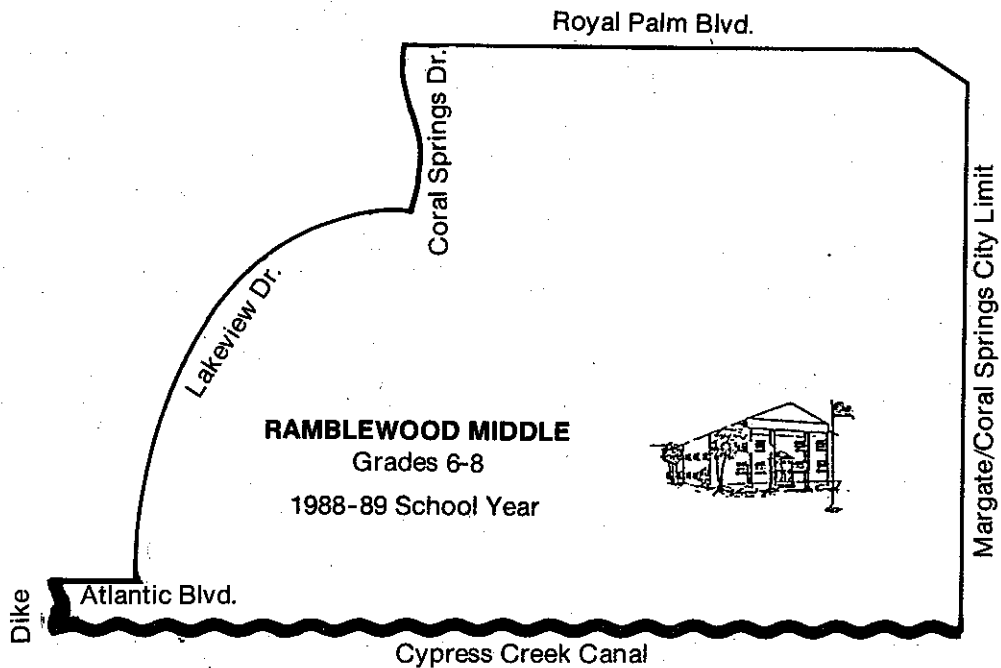 Royal Palm Blvd.
Coral Springs Dr.
Margate/Coral Springs City Limit
Lakeview Dr.
RAMBLEWOOD MIDDLE
Grades 6-8
1988-89 School Year
Atlantic Blvd.
Dike
Cypress Creek Canal